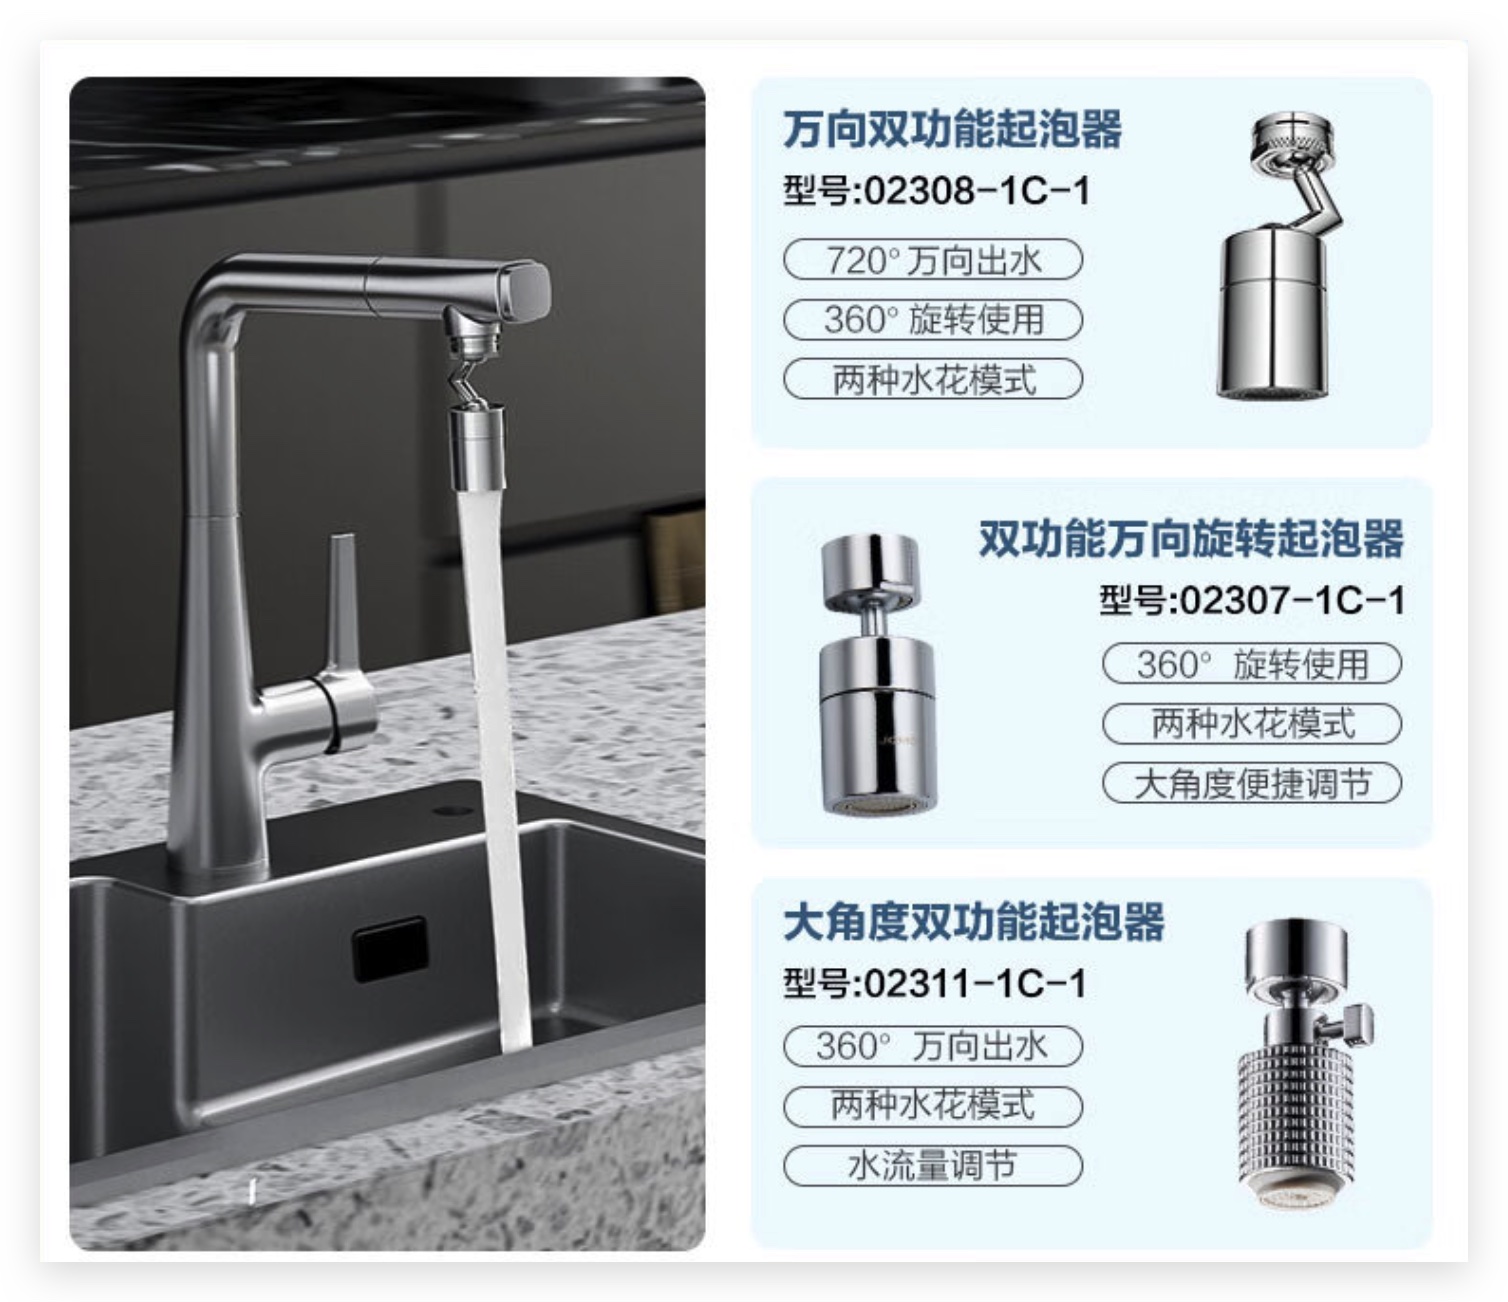 万向双功能起泡器
型号:02308-1C-1
720°万向出水
360°旋转使用
两种水花模式
双功能万向旋转起泡器
型号:02307-1C-1
360° 旋转使用
两种水花模式
大角度便捷调节
大角度双功能起泡器
型号:02311-1C-1
360° 万向出水
两种水花模式
水流量调节